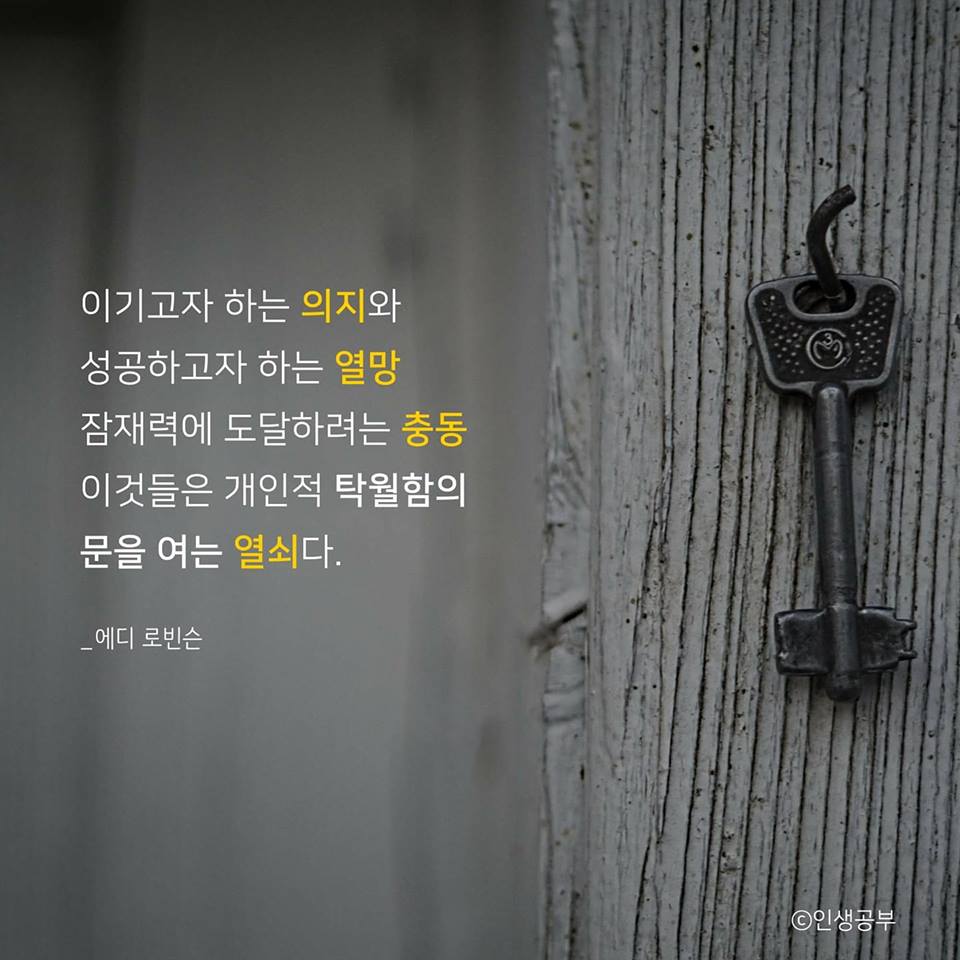 이기고자 하는 의지와
성공하고자 하는 열망
잠재력에 도달하려는 충동
이것들은 개인적 탁월함의
문을 여는 열쇠다.
_에디 로빈슨
©인생공부